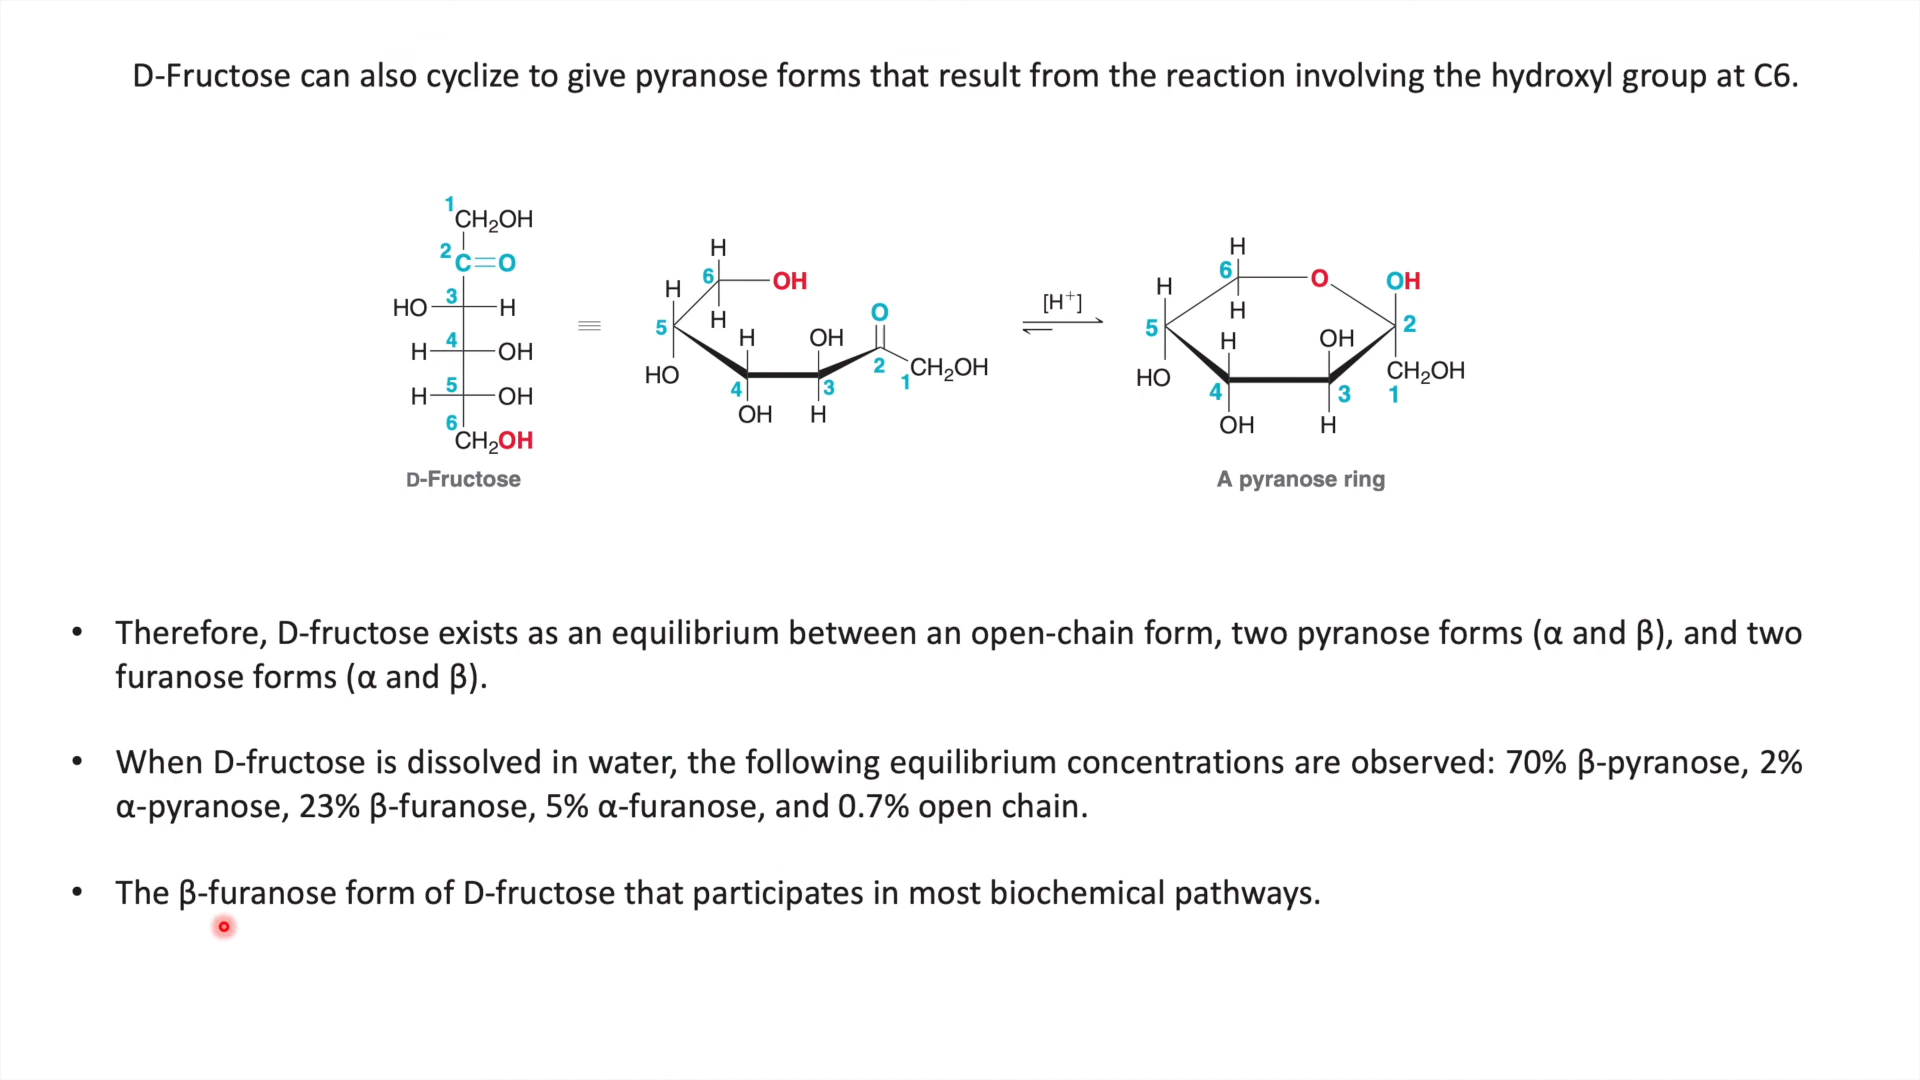 D-Fructose can also cyclize to give pyranose forms that result from the reaction involving the hydroxyl group at C6.
1
CH2OH
2
C=O
HO 3 H
H 4 OH
H 5 OH
6
CH2OH
D-Fructose
H
6 OH
H
H
5
HO
H
4
OH
OH
3
H
O
2
1 CH2OH
[H+]
H
6 O
H
H
5
HO
H
4
OH
OH
3
H
OH
2
CH2OH
1
A pyranose ring
• Therefore, D-fructose exists as an equilibrium between an open-chain form, two pyranose forms (α and β), and two
furanose forms (α and β).
• When D-fructose is dissolved in water, the following equilibrium concentrations are observed: 70% β-pyranose, 2%
α-pyranose, 23% β-furanose, 5% α-furanose, and 0.7% open chain.
• The β-furanose form of D-fructose that participates in most biochemical pathways.